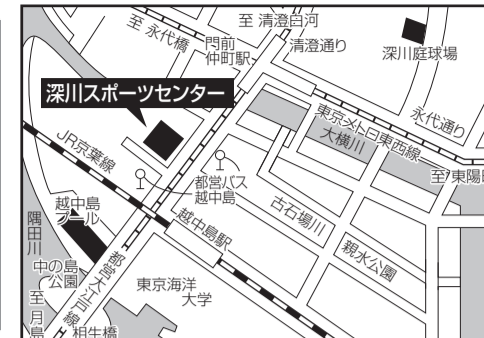 至 清澄白河
至 永代橋
門前
仲町駅
清澄通り
深川庭球場
深川スポーツセンター
永代通り
東京メトロ東西線
大横川
JR京葉線
至 東陽
都営バス
越中島
越中島
プール
越中島駅
古石場川
親水公園
隅田川
中の島
公園
都営大江戸線
東京海洋
大学
至 月島
相生橋